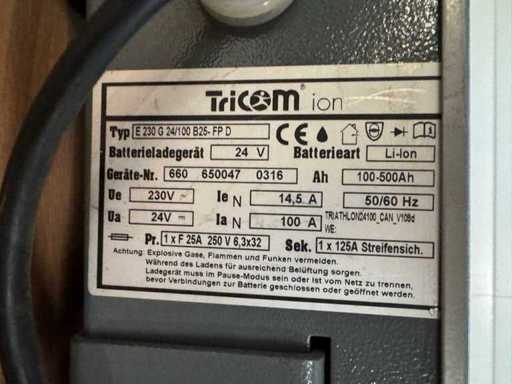 TriCOM® ion
Typ E 230 G 24/100 B25- FP D
Batterieladegerät 24 V Batterieart Li-Ion
Geräte-Nr. 660 650047 0316 Ah 100-500Ah
Ue 230V~ Ie N 14,5 A 50/60 Hz
Ua 24V Ia N 100 A TRIATHLON24100_CAN_V109d
WE:
Pr. 1 x F 25A 250 V 6,3x32 Sek. 1 x 125A Streifensich.
Achtung: Explosive Gase, Flammen und Funken vermeiden.
Während des Ladens für ausreichend Belüftung sorgen.
Ladegerät muss im Pause-Modus sein oder ist vom Netz zu trennen,
bevor Verbindungen zur Batterie geschlossen oder geöffnet werden.